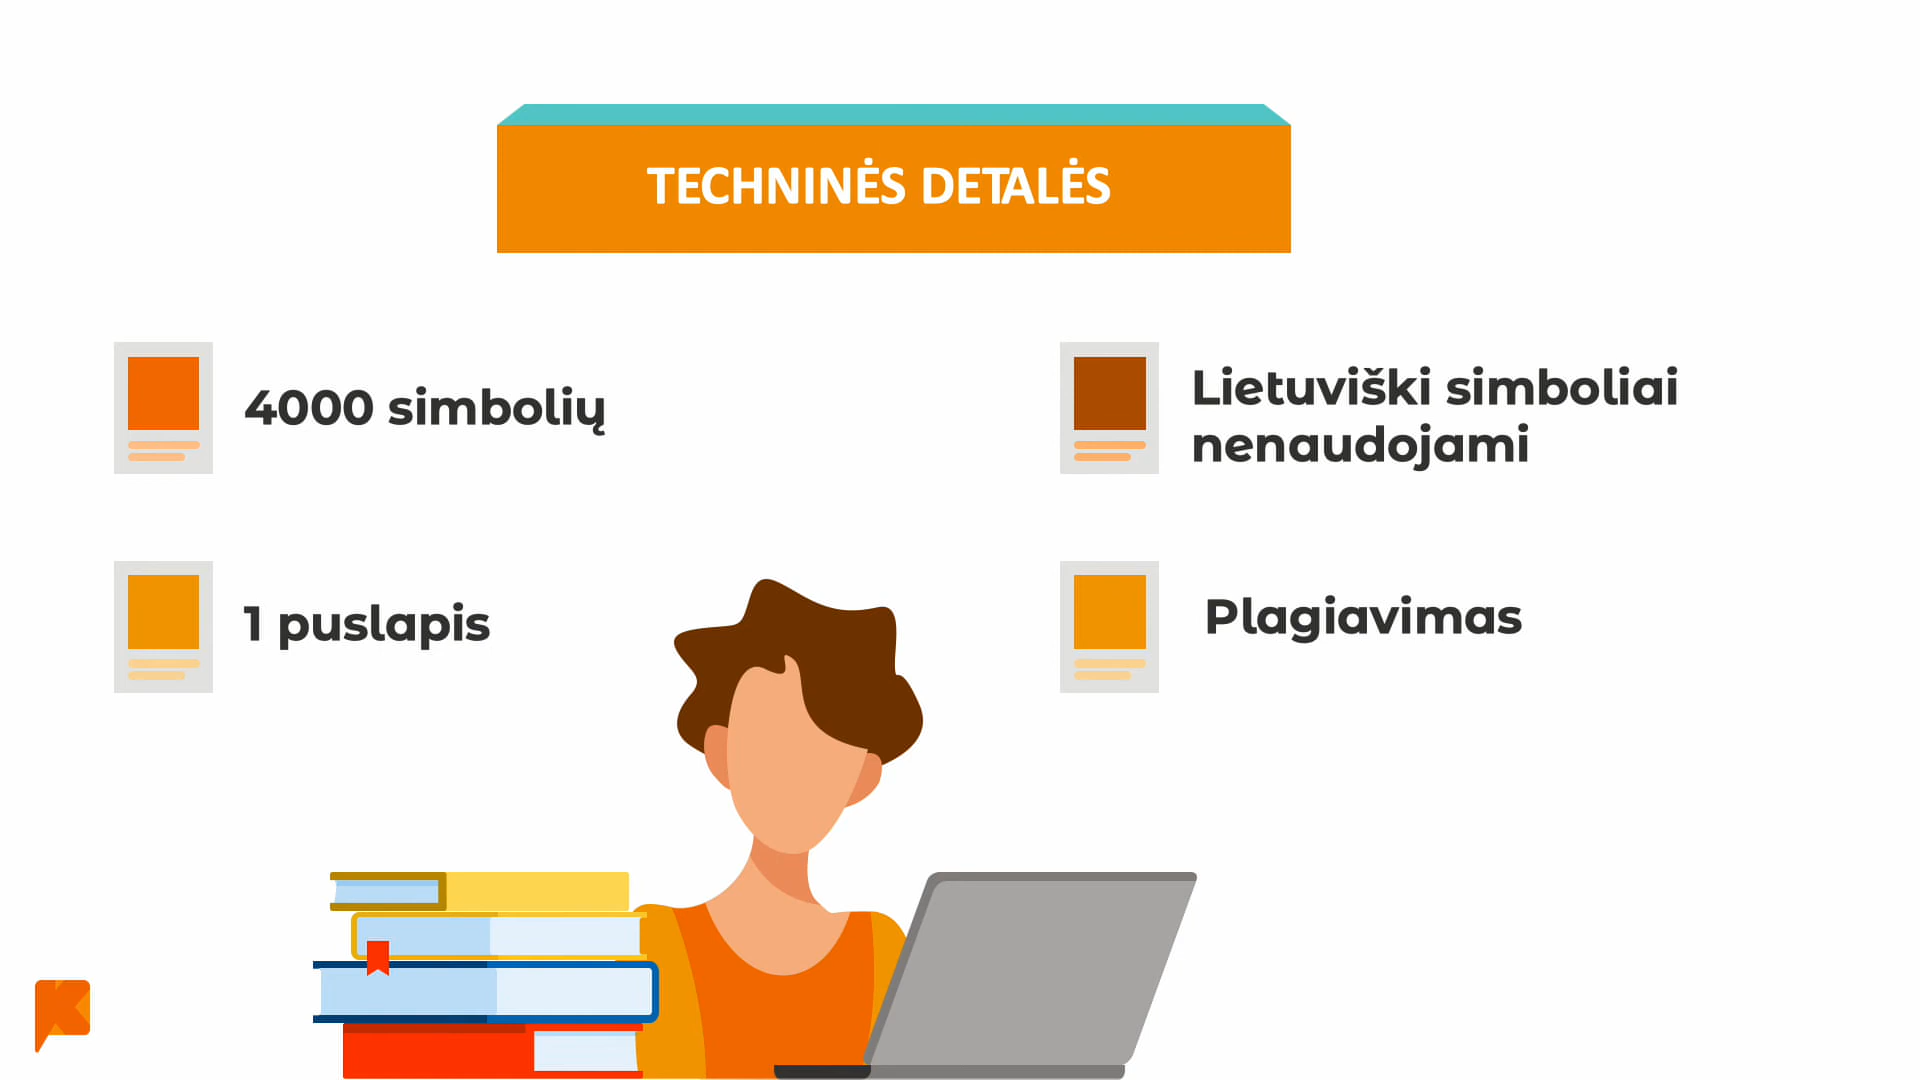 TECHNINĖS DETALĖS
4000 simbolių
Lietuviški simboliai
nenaudojami
1 puslapis
Plagiavimas